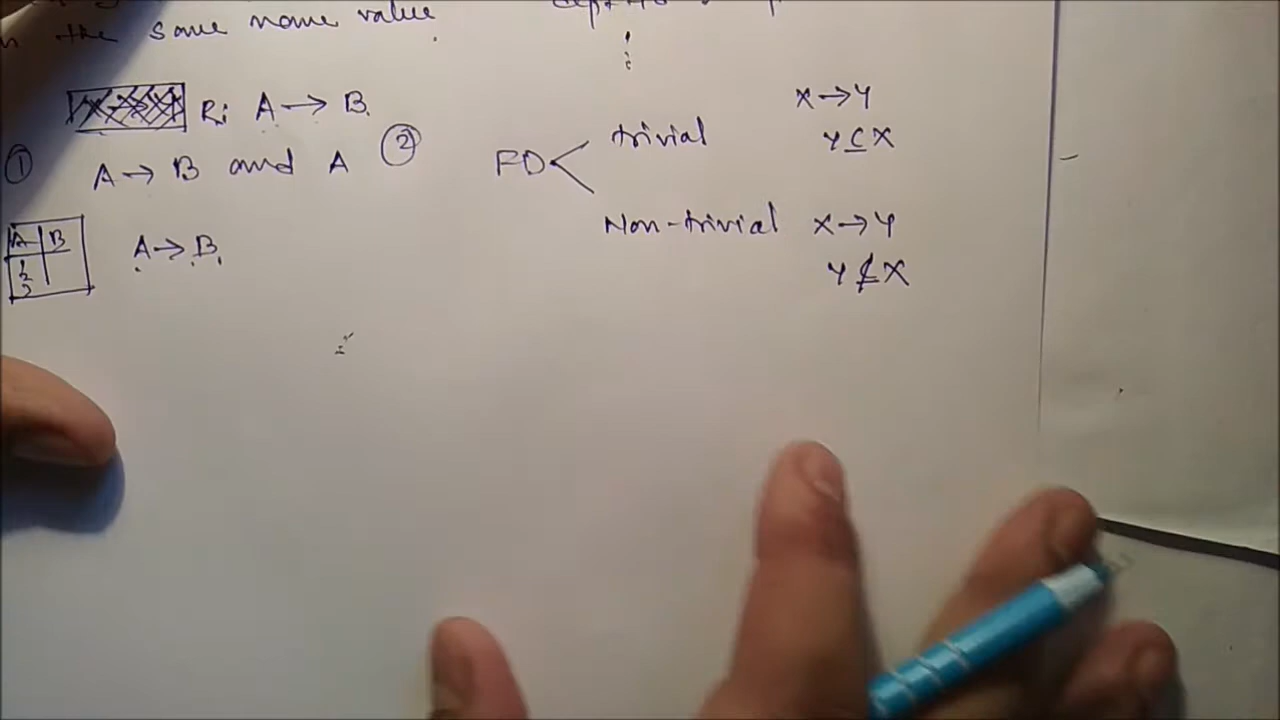 the same name value
R: A → B.
① A → B and A ②
A B
1
2
3
A → B
FD
trivial X → Y
Y ⊆ X
Non-trivial X → Y
Y ⊈ X